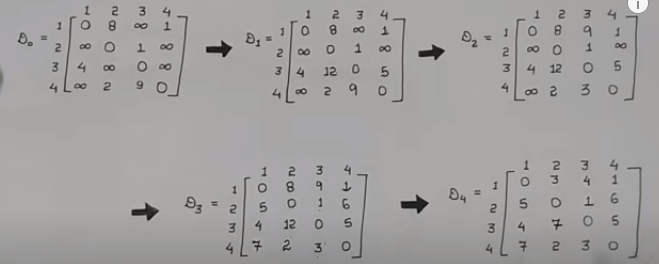 D₀ =
1 2 3 4
1 0 8 ∞ 1
2 ∞ 0 1 ∞
3 4 ∞ 0 ∞
4 ∞ 2 9 0
D₁ =
1 2 3 4
1 0 8 ∞ 1
2 ∞ 0 1 ∞
3 4 12 0 5
4 ∞ 2 9 0
D₂ =
1 2 3 4
1 0 8 9 1
2 ∞ 0 1 ∞
3 4 12 0 5
4 ∞ 2 3 0
D₃ =
1 2 3 4
1 0 8 9 1
2 5 0 1 6
3 4 12 0 5
4 7 2 3 0
D₄ =
1 2 3 4
1 0 3 4 1
2 5 0 1 6
3 4 7 0 5
4 7 2 3 0